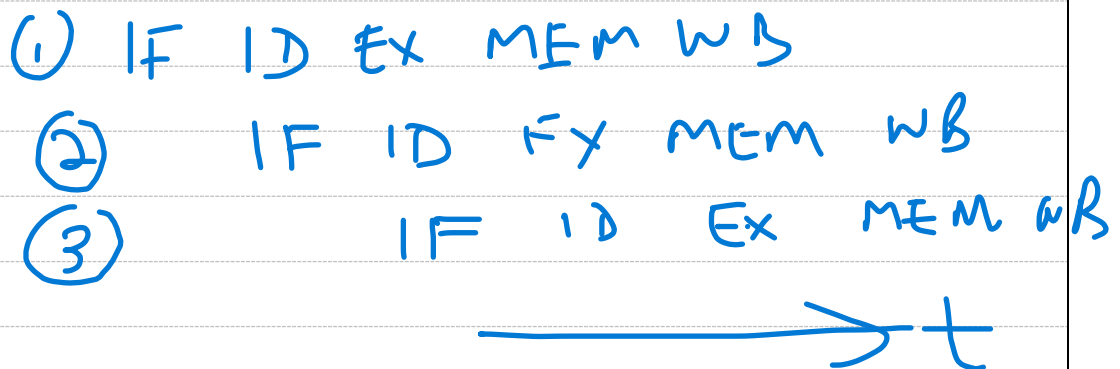 ① IF ID EX MEM WB
② IF ID EX MEM WB
③ IF ID EX MEM WB
t